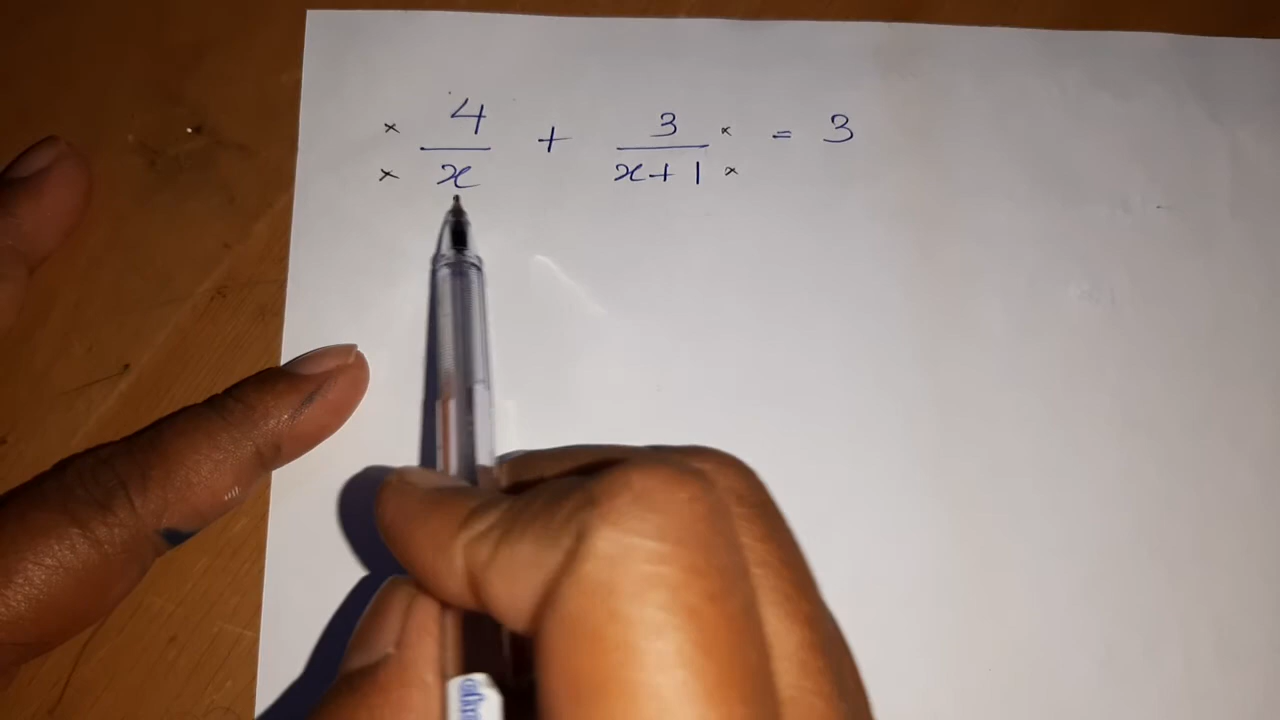 × 4 + 3 × = 3
× x x+1 ×